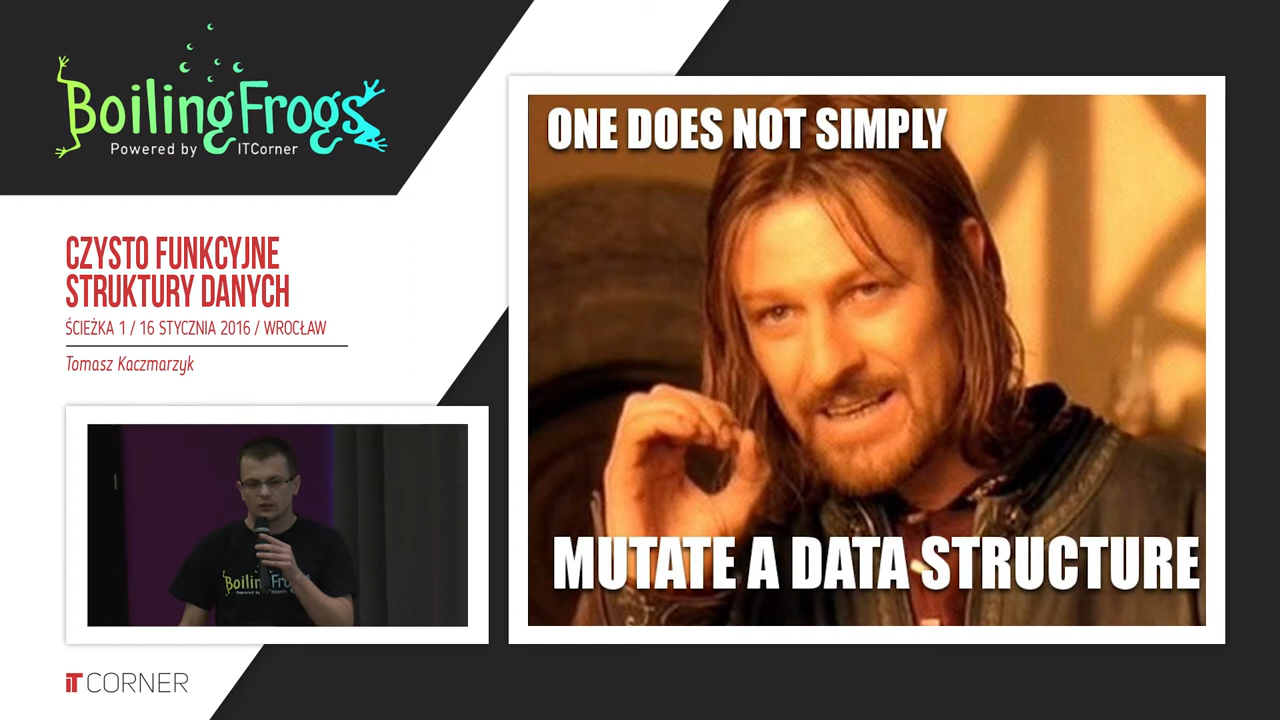 BoilingFrogs
Powered by ITCorner
CZYSTO FUNKCYJNE
STRUKTURY DANYCH
ŚCIEŻKA 1 / 16 STYCZNIA 2016 / WROCŁAW
Tomasz Kaczmarzyk
ONE DOES NOT SIMPLY
MUTATE A DATA STRUCTURE
BoilingFrogs
iT CORNER